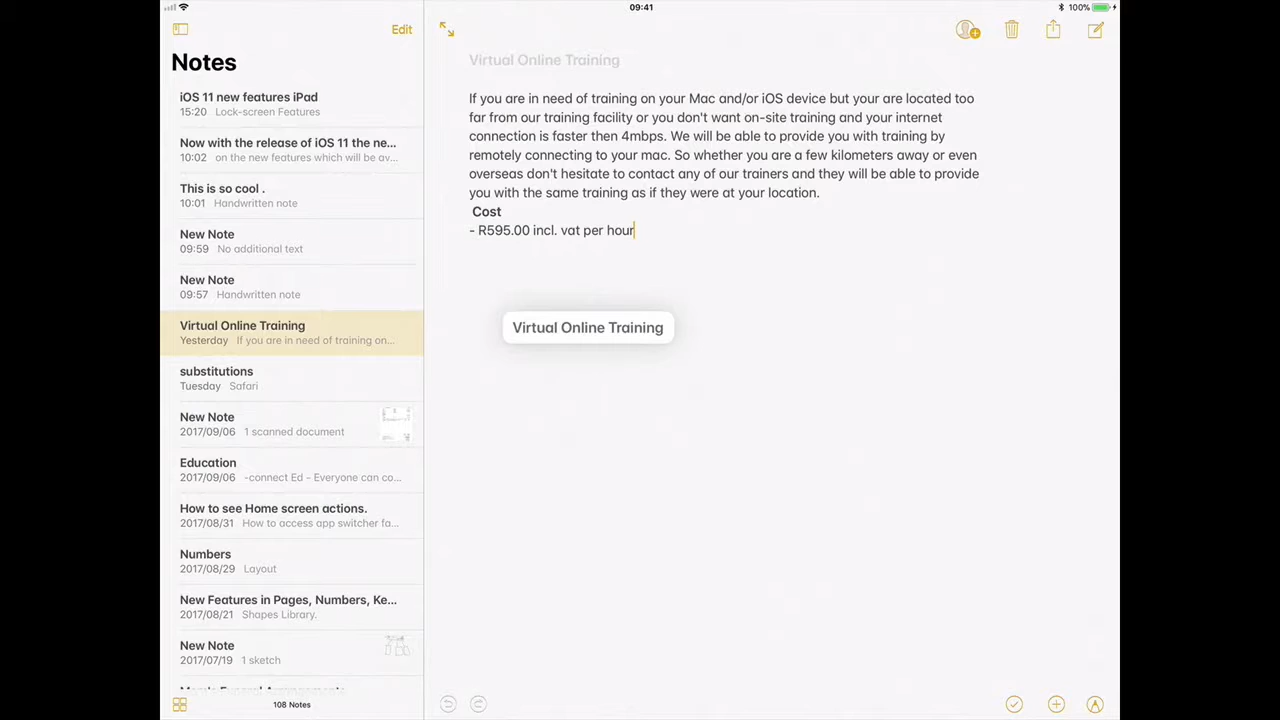 09:41
100%
Edit
Notes
iOS 11 new features iPad
15:20 Lock-screen Features
Now with the release of iOS 11 the ne...
10:02 on the new features which will be av...
This is so cool .
10:01 Handwritten note
New Note
09:59 No additional text
New Note
09:57 Handwritten note
Virtual Online Training
Yesterday If you are in need of training on...
substitutions
Tuesday Safari
New Note
2017/09/06 1 scanned document
Education
2017/09/06 -connect Ed - Everyone can co...
How to see Home screen actions.
2017/08/31 How to access app switcher fa...
Numbers
2017/08/29 Layout
New Features in Pages, Numbers, Ke...
2017/08/21 Shapes Library.
New Note
2017/07/19 1 sketch
108 Notes
Virtual Online Training
If you are in need of training on your Mac and/or iOS device but your are located too
far from our training facility or you don't want on-site training and your internet
connection is faster then 4mbps. We will be able to provide you with training by
remotely connecting to your mac. So whether you are a few kilometers away or even
overseas don't hesitate to contact any of our trainers and they will be able to provide
you with the same training as if they were at your location.
Cost
- R595.00 incl. vat per hour
Virtual Online Training